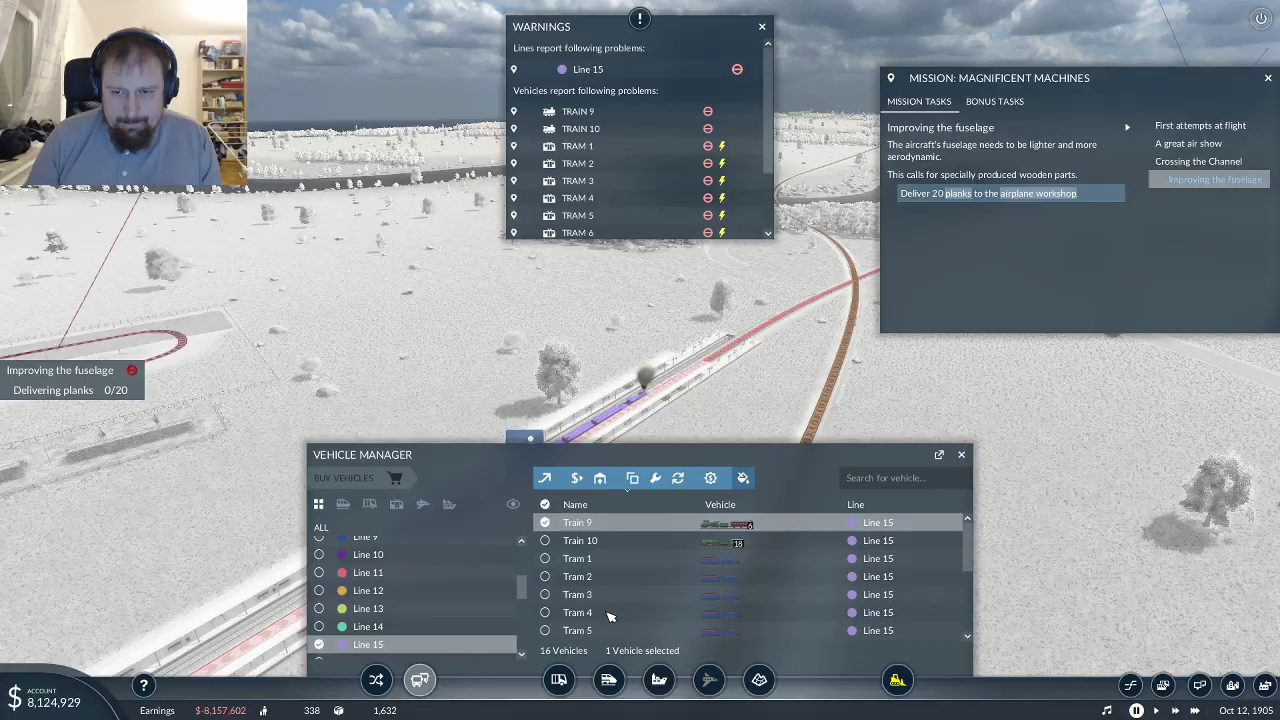 WARNINGS
Lines report following problems:
Line 15
Vehicles report following problems:
TRAIN 9
TRAIN 10
TRAM 1
TRAM 2
TRAM 3
TRAM 4
TRAM 5
TRAM 6
MISSION: MAGNIFICENT MACHINES
MISSION TASKS
BONUS TASKS
Improving the fuselage
The aircraft's fuselage needs to be lighter and more
aerodynamic.
This calls for specially produced wooden parts.
Deliver 20 planks to the airplane workshop.
First attempts at flight
A great air show
Crossing the Channel
Improving the fuselage
Improving the fuselage
Delivering planks 0/20
VEHICLE MANAGER
BUY VEHICLES
Search for vehicle...
ALL
Line 9
Line 10
Line 11
Line 12
Line 13
Line 14
Line 15
Name Vehicle Line
Train 9 6 Line 15
Train 10 18 Line 15
Tram 1 Line 15
Tram 2 Line 15
Tram 3 Line 15
Tram 4 Line 15
Tram 5 Line 15
16 Vehicles 1 Vehicle selected
$ ACCOUNT
8,124,929
?
Earnings $-8,157,602 338 1,632
Oct 12, 1905